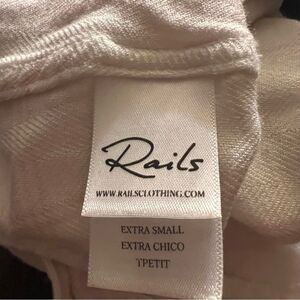 Rails
WWW.RAILSCLOTHING.COM
EXTRA SMALL
EXTRA CHICO
TPETIT